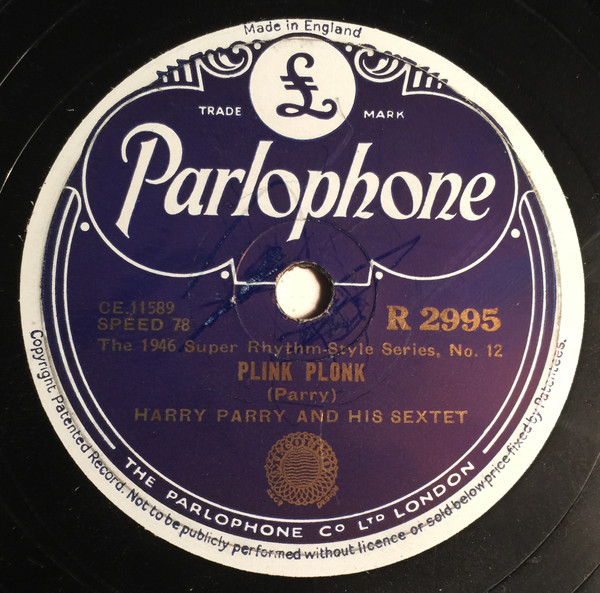 Made in England
₤
TRADE MARK
Parlophone
CE.11589
SPEED 78
R 2995
The 1946 Super Rhythm-Style Series, No. 12
PLINK PLONK
(Parry)
HARRY PARRY AND HIS SEXTET
THE PARLOPHONE CO LTD LONDON
Copyright. Patented Record. Not to be publicly performed without licence or sold below price fixed by Patentees.